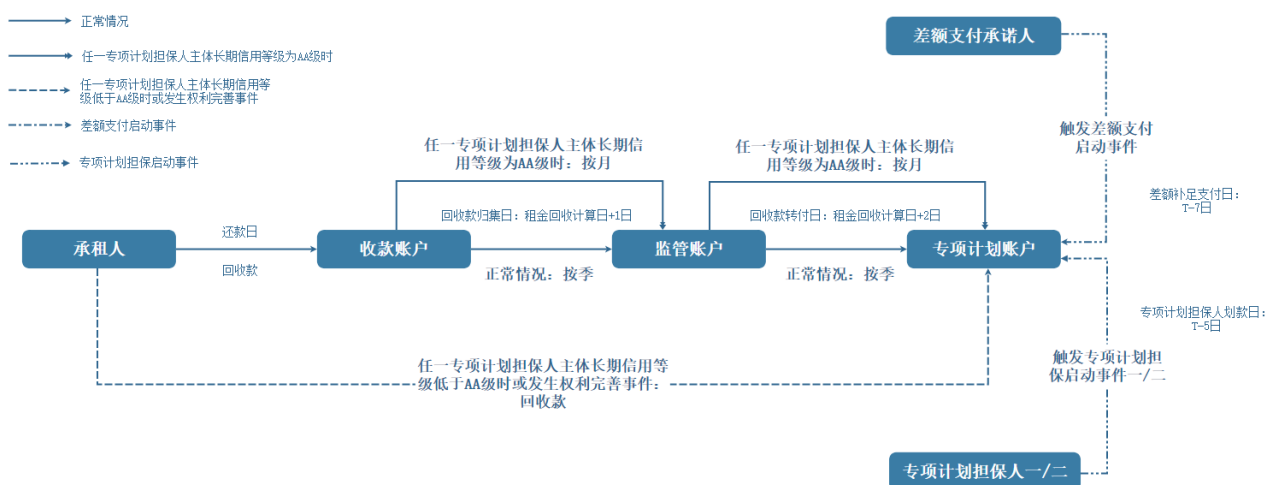 正常情况
任一专项计划担保人主体长期信用等级为AA级时
任一专项计划担保人主体长期信用等
级低于AA级时或发生权利完善事件
差额支付启动事件
专项计划担保启动事件
差额支付承诺人
触发差额支付
启动事件
差额补足支付日：
T-7日
任一专项计划担保人主体长期信
用等级为AA级时：按月
任一专项计划担保人主体长期信
用等级为AA级时：按月
回收款归集日：租金回收计算日+1日
回收款转付日：租金回收计算日+2日
承租人
还款日
回收款
收款账户
正常情况：按季
监管账户
正常情况：按季
专项计划账户
专项计划担保人划款日：
T-5日
触发专项计划担
保启动事件一/二
任一专项计划担保人主体长期信用等
级低于AA级时或发生权利完善事件：
回收款
专项计划担保人一/二